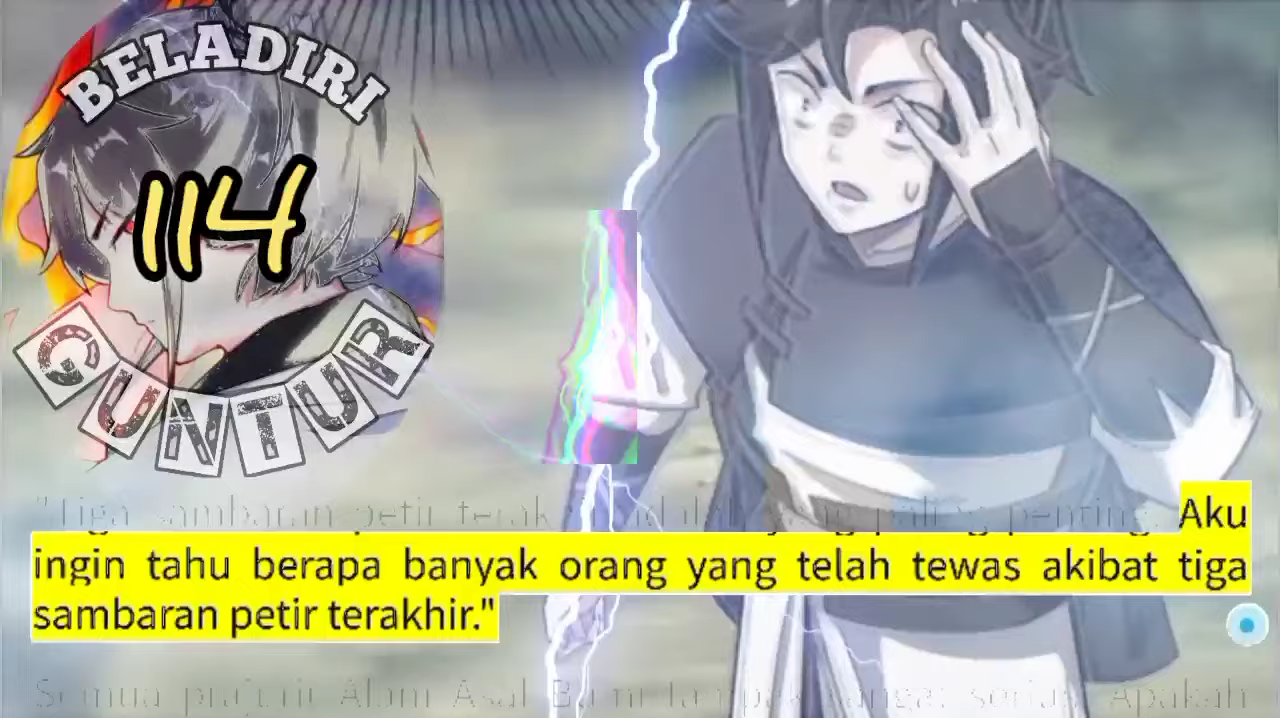 BELADIRI
114
GUNTUR
"Tiga sambaran petir terakhir adalah yang paling penting. Aku
ingin tahu berapa banyak orang yang telah tewas akibat tiga
sambaran petir terakhir."
Semua prajurit Alam Asal Bumi tampak sangat serius. Apakah